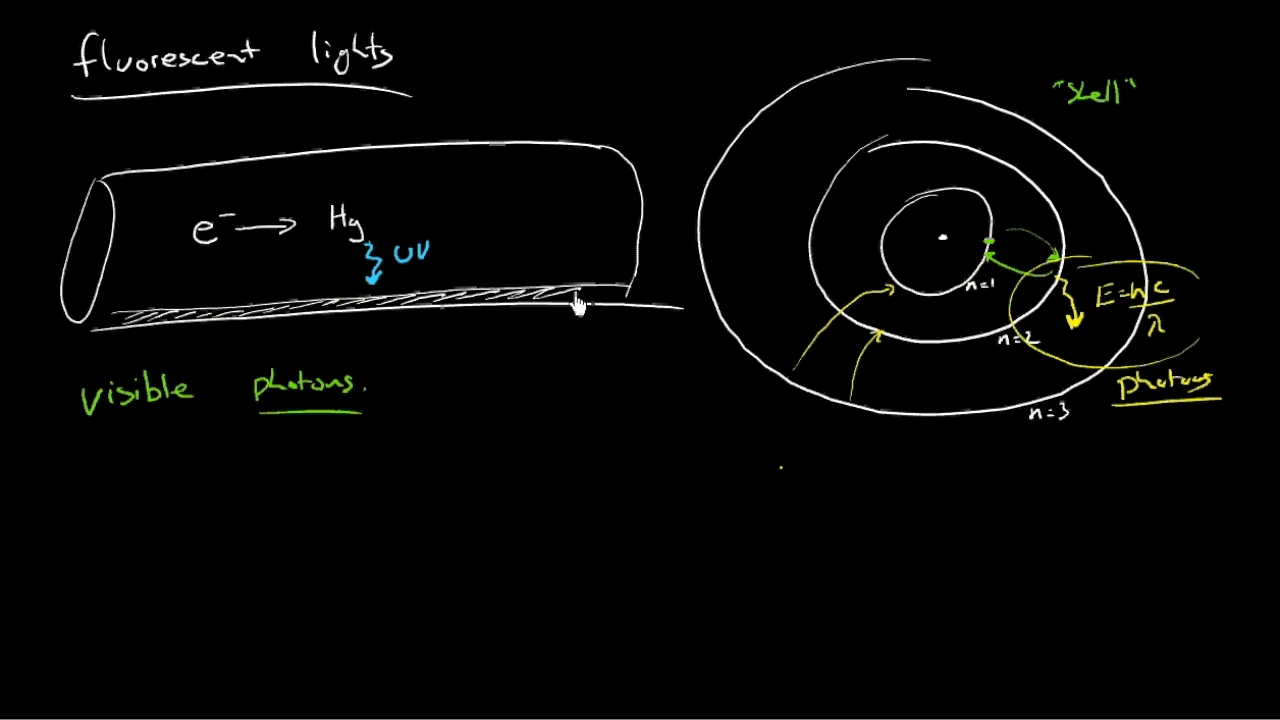 fluorescent lights
"shell"
e⁻ → Hg
UV
n=1
E=hc/λ
n=2
visible photons.
photons
n=3